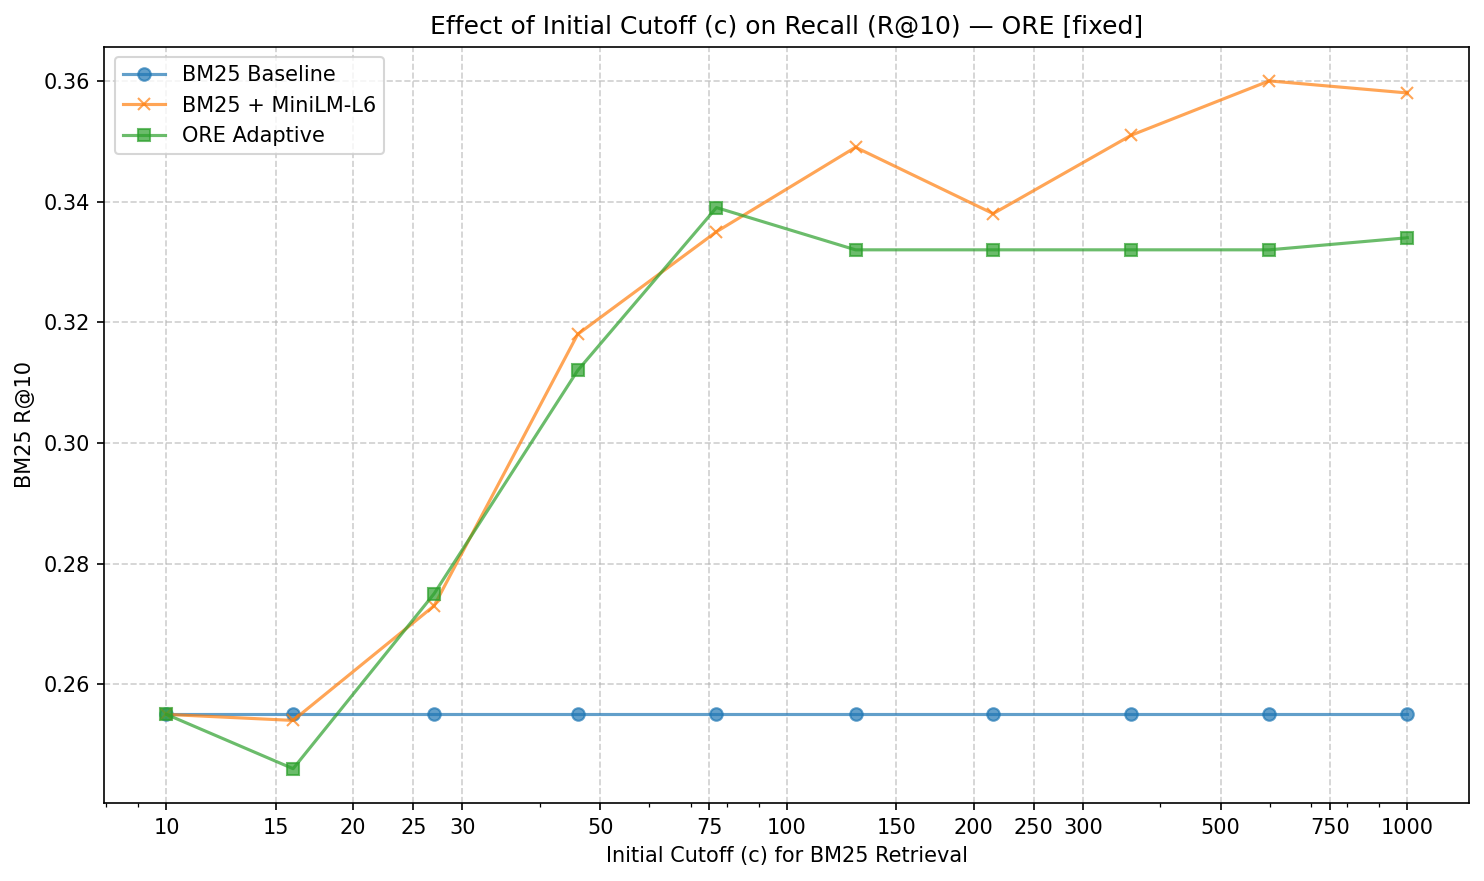 Effect of Initial Cutoff (c) on Recall (R@10) — ORE [fixed]
BM25 Baseline
BM25 + MiniLM-L6
ORE Adaptive
BM25 R@10
0.36
0.34
0.32
0.30
0.28
0.26
10 15 20 25 30 50 75 100 150 200 250 300 500 750 1000
Initial Cutoff (c) for BM25 Retrieval